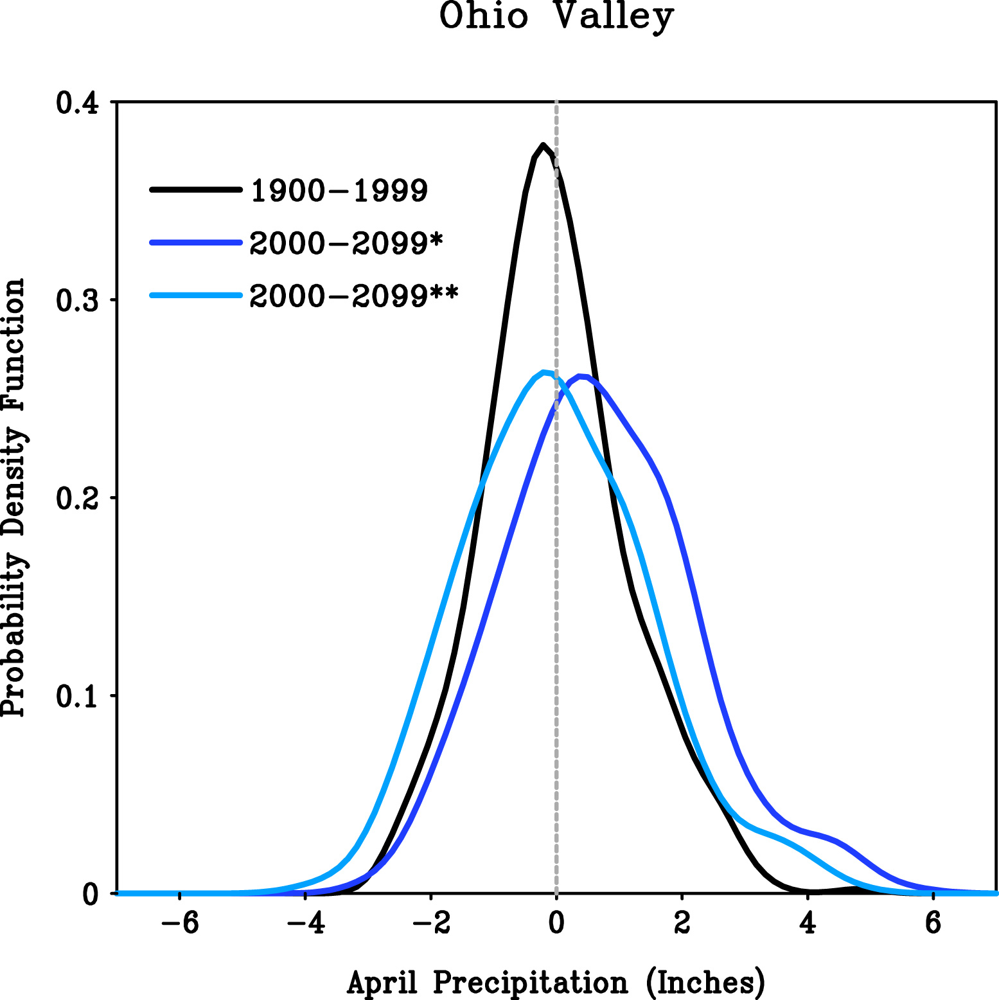 Ohio Valley
0.4
0.3
0.2
0.1
0
1900-1999
2000-2099*
2000-2099**
Probability Density Function
-6 -4 -2 0 2 4 6
April Precipitation (Inches)